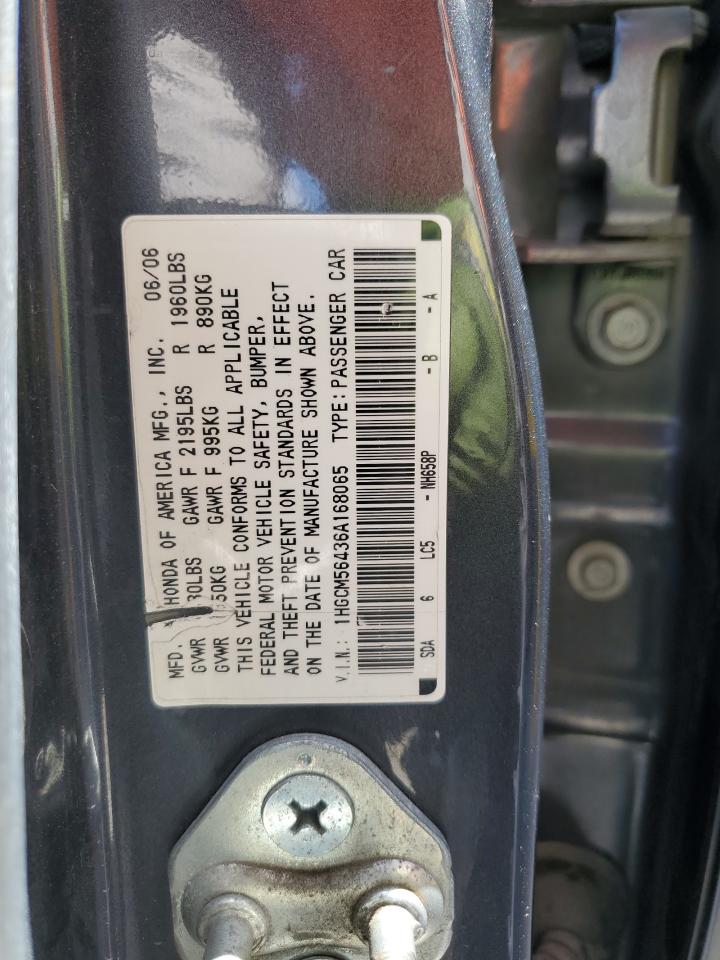 MFD. HONDA OF AMERICA MFG., INC. 06/06
GVWR GAWR F 2195LBS R 1960LBS
GVWR GAWR F 995KG R 890KG
THIS VEHICLE CONFORMS TO ALL APPLICABLE
FEDERAL MOTOR VEHICLE SAFETY, BUMPER,
AND THEFT PREVENTION STANDARDS IN EFFECT
ON THE DATE OF MANUFACTURE SHOWN ABOVE.
V.I.N.: 1HGCM56436A168065 TYPE: PASSENGER CAR
SDA 6 LC5 - NH658P - B - A